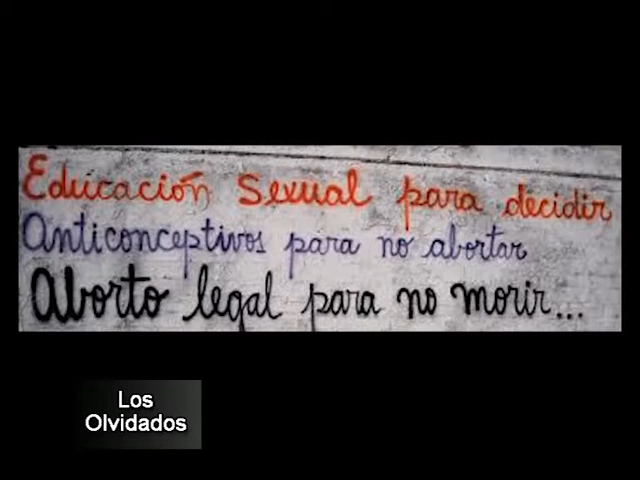 Educación Sexual para decidir
Anticonceptivos para no abortar
Aborto legal para no morir...
Los
Olvidados